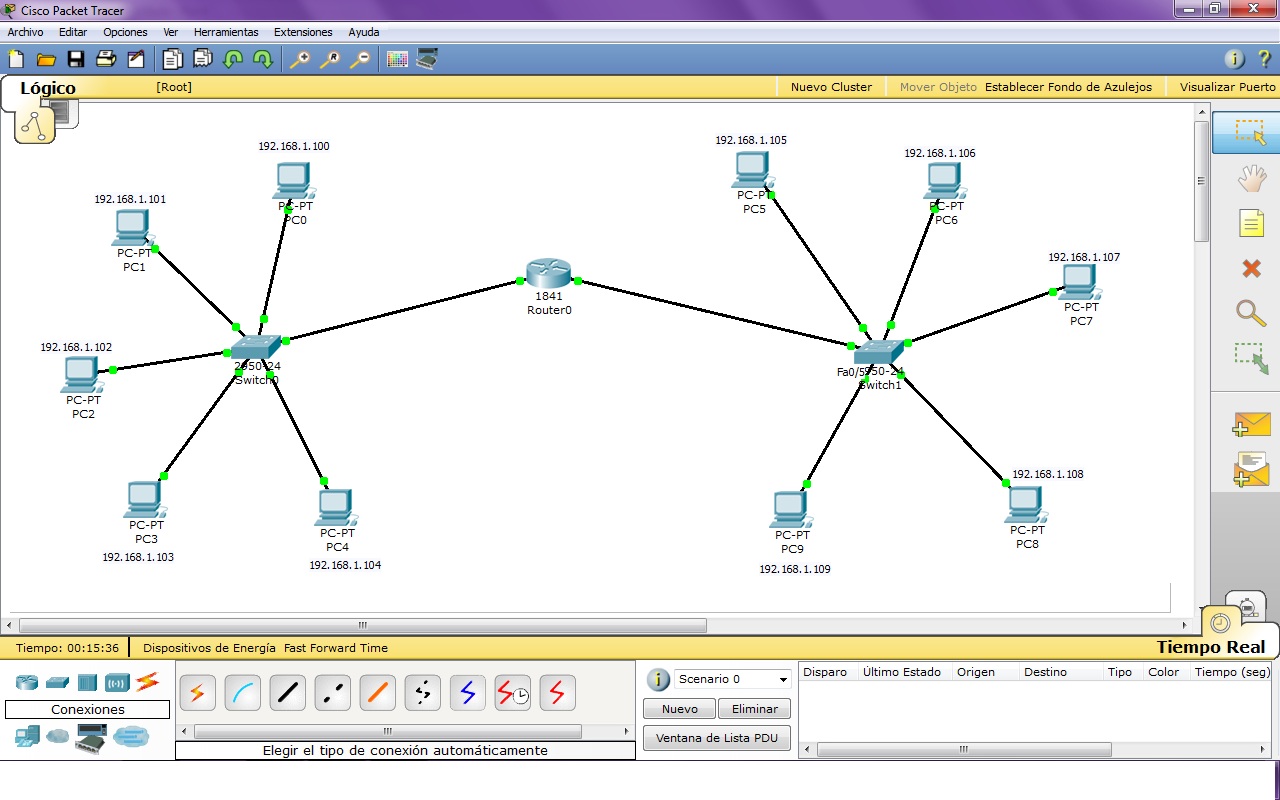 Cisco Packet Tracer
Archivo Editar Opciones Ver Herramientas Extensiones Ayuda
Lógico [Root] Nuevo Cluster Mover Objeto Establecer Fondo de Azulejos Visualizar Puerto
192.168.1.100
PC-PT
PC0
192.168.1.101
PC-PT
PC1
192.168.1.102
PC-PT
PC2
PC-PT
PC3
192.168.1.103
PC-PT
PC4
192.168.1.104
2950-24
Switch0
1841
Router0
192.168.1.105
PC-PT
PC5
192.168.1.106
PC-PT
PC6
192.168.1.107
PC-PT
PC7
Fa0/5 950-24
Switch1
192.168.1.108
PC-PT
PC8
PC-PT
PC9
192.168.1.109
Tiempo: 00:15:36 Dispositivos de Energía Fast Forward Time Tiempo Real
Conexiones
Elegir el tipo de conexión automáticamente
Scenario 0
Nuevo Eliminar
Ventana de Lista PDU
Disparo Último Estado Origen Destino Tipo Color Tiempo (seg)